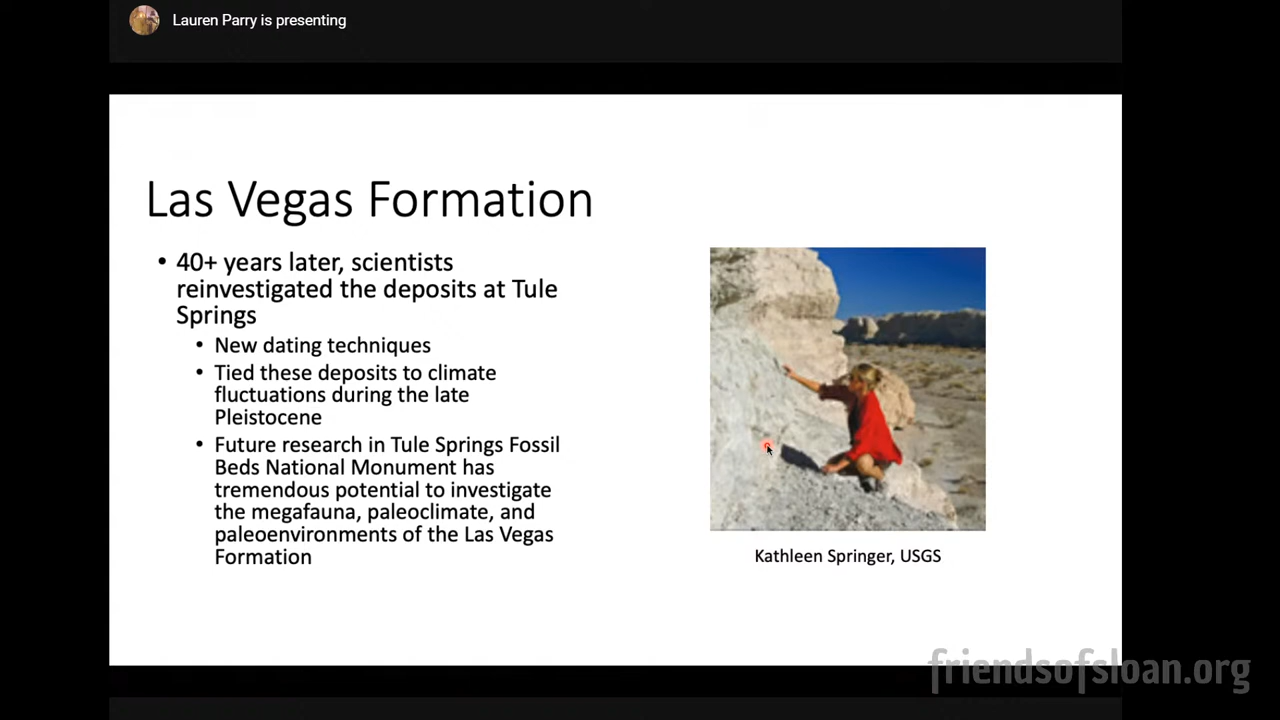 Lauren Parry is presenting
Las Vegas Formation
• 40+ years later, scientists
reinvestigated the deposits at Tule
Springs
• New dating techniques
• Tied these deposits to climate
fluctuations during the late
Pleistocene
• Future research in Tule Springs Fossil
Beds National Monument has
tremendous potential to investigate
the megafauna, paleoclimate, and
paleoenvironments of the Las Vegas
Formation
Kathleen Springer, USGS
friendsofsloan.org